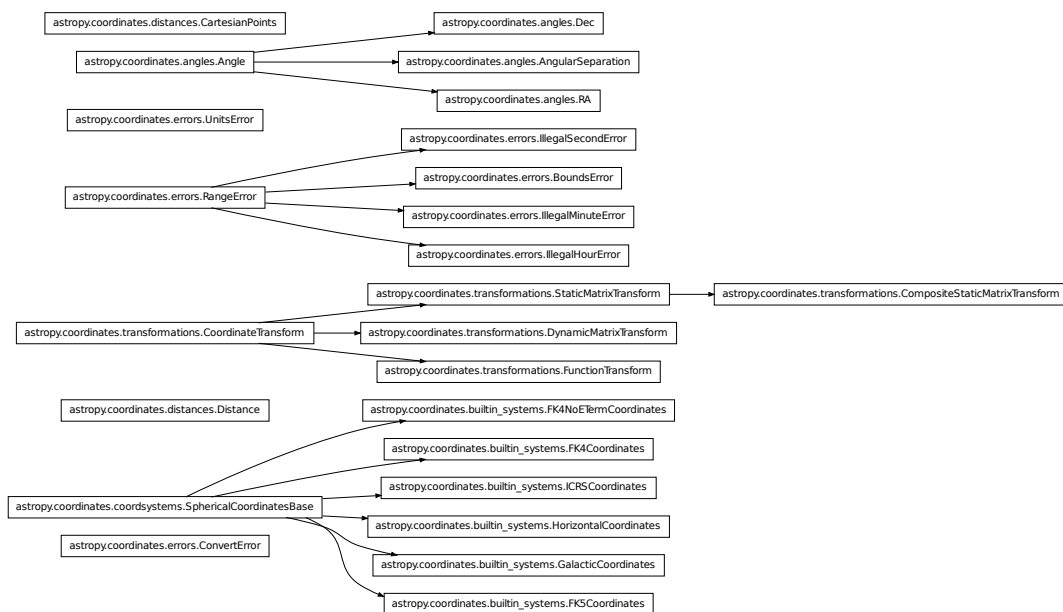 astropy.coordinates.distances.CartesianPoints
astropy.coordinates.angles.Dec
astropy.coordinates.angles.Angle
astropy.coordinates.angles.AngularSeparation
astropy.coordinates.angles.RA
astropy.coordinates.errors.UnitsError
astropy.coordinates.errors.IllegalSecondError
astropy.coordinates.errors.BoundsError
astropy.coordinates.errors.RangeError
astropy.coordinates.errors.IllegalMinuteError
astropy.coordinates.errors.IllegalHourError
astropy.coordinates.transformations.StaticMatrixTransform
astropy.coordinates.transformations.CompositeStaticMatrixTransform
astropy.coordinates.transformations.CoordinateTransform
astropy.coordinates.transformations.DynamicMatrixTransform
astropy.coordinates.transformations.FunctionTransform
astropy.coordinates.distances.Distance
astropy.coordinates.builtin_systems.FK4NoETermCoordinates
astropy.coordinates.builtin_systems.FK4Coordinates
astropy.coordinates.builtin_systems.ICRSCoordinates
astropy.coordinates.coordsystems.SphericalCoordinatesBase
astropy.coordinates.builtin_systems.HorizontalCoordinates
astropy.coordinates.errors.ConvertError
astropy.coordinates.builtin_systems.GalacticCoordinates
astropy.coordinates.builtin_systems.FK5Coordinates